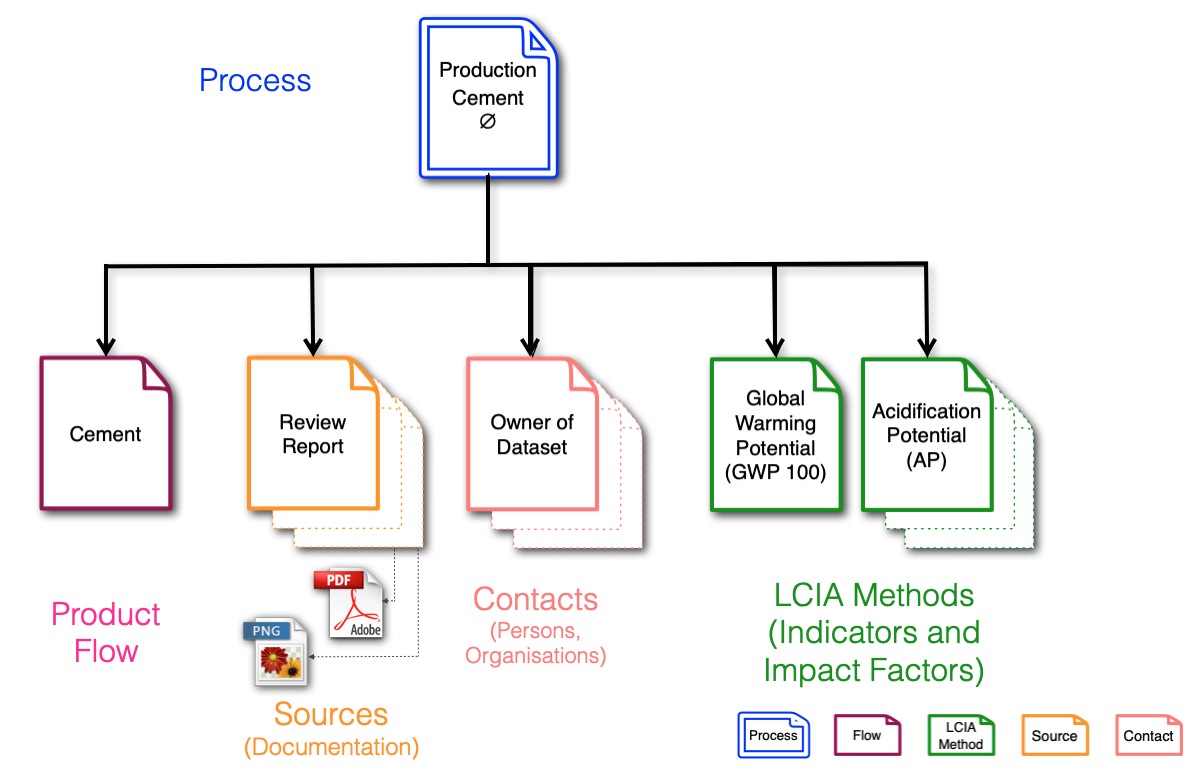 Process
Production
Cement
∅
Cement
Review
Report
Owner of
Dataset
Global
Warming
Potential
(GWP 100)
Acidification
Potential
(AP)
Product
Flow
PDF
Adobe
PNG
Sources
(Documentation)
Contacts
(Persons,
Organisations)
LCIA Methods
(Indicators and
Impact Factors)
Process
Flow
LCIA
Method
Source
Contact